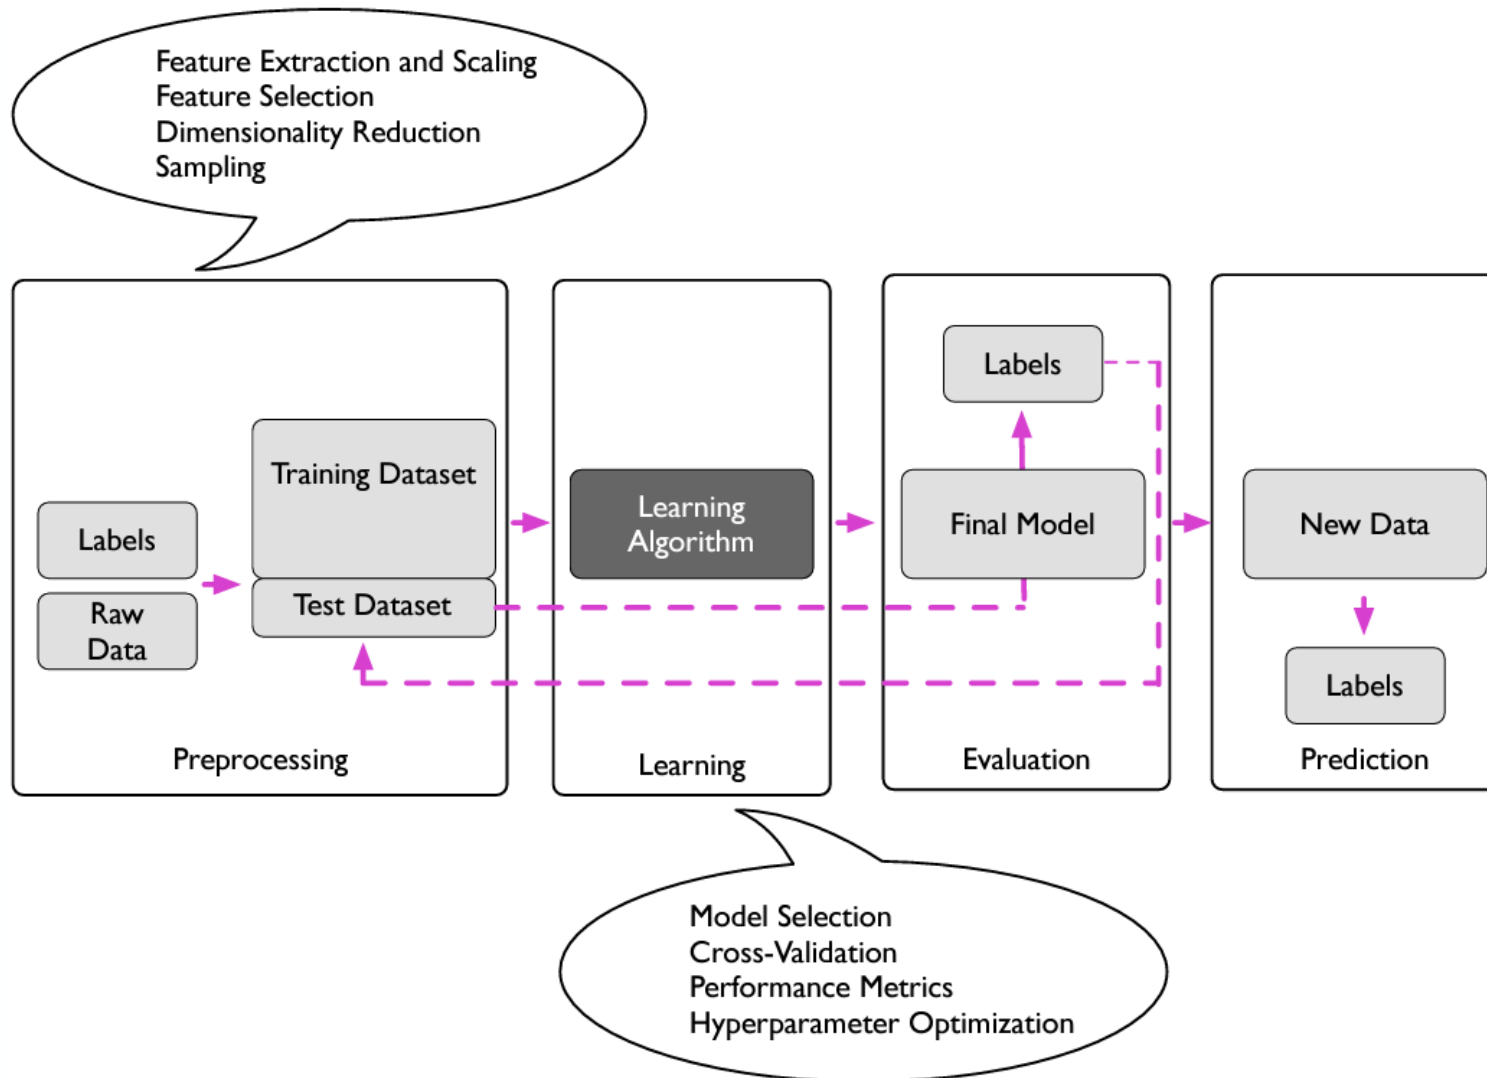 Feature Extraction and Scaling
Feature Selection
Dimensionality Reduction
Sampling
Labels
Raw
Data
Training Dataset
Test Dataset
Preprocessing
Learning
Algorithm
Learning
Labels
Final Model
Evaluation
New Data
Labels
Prediction
Model Selection
Cross-Validation
Performance Metrics
Hyperparameter Optimization